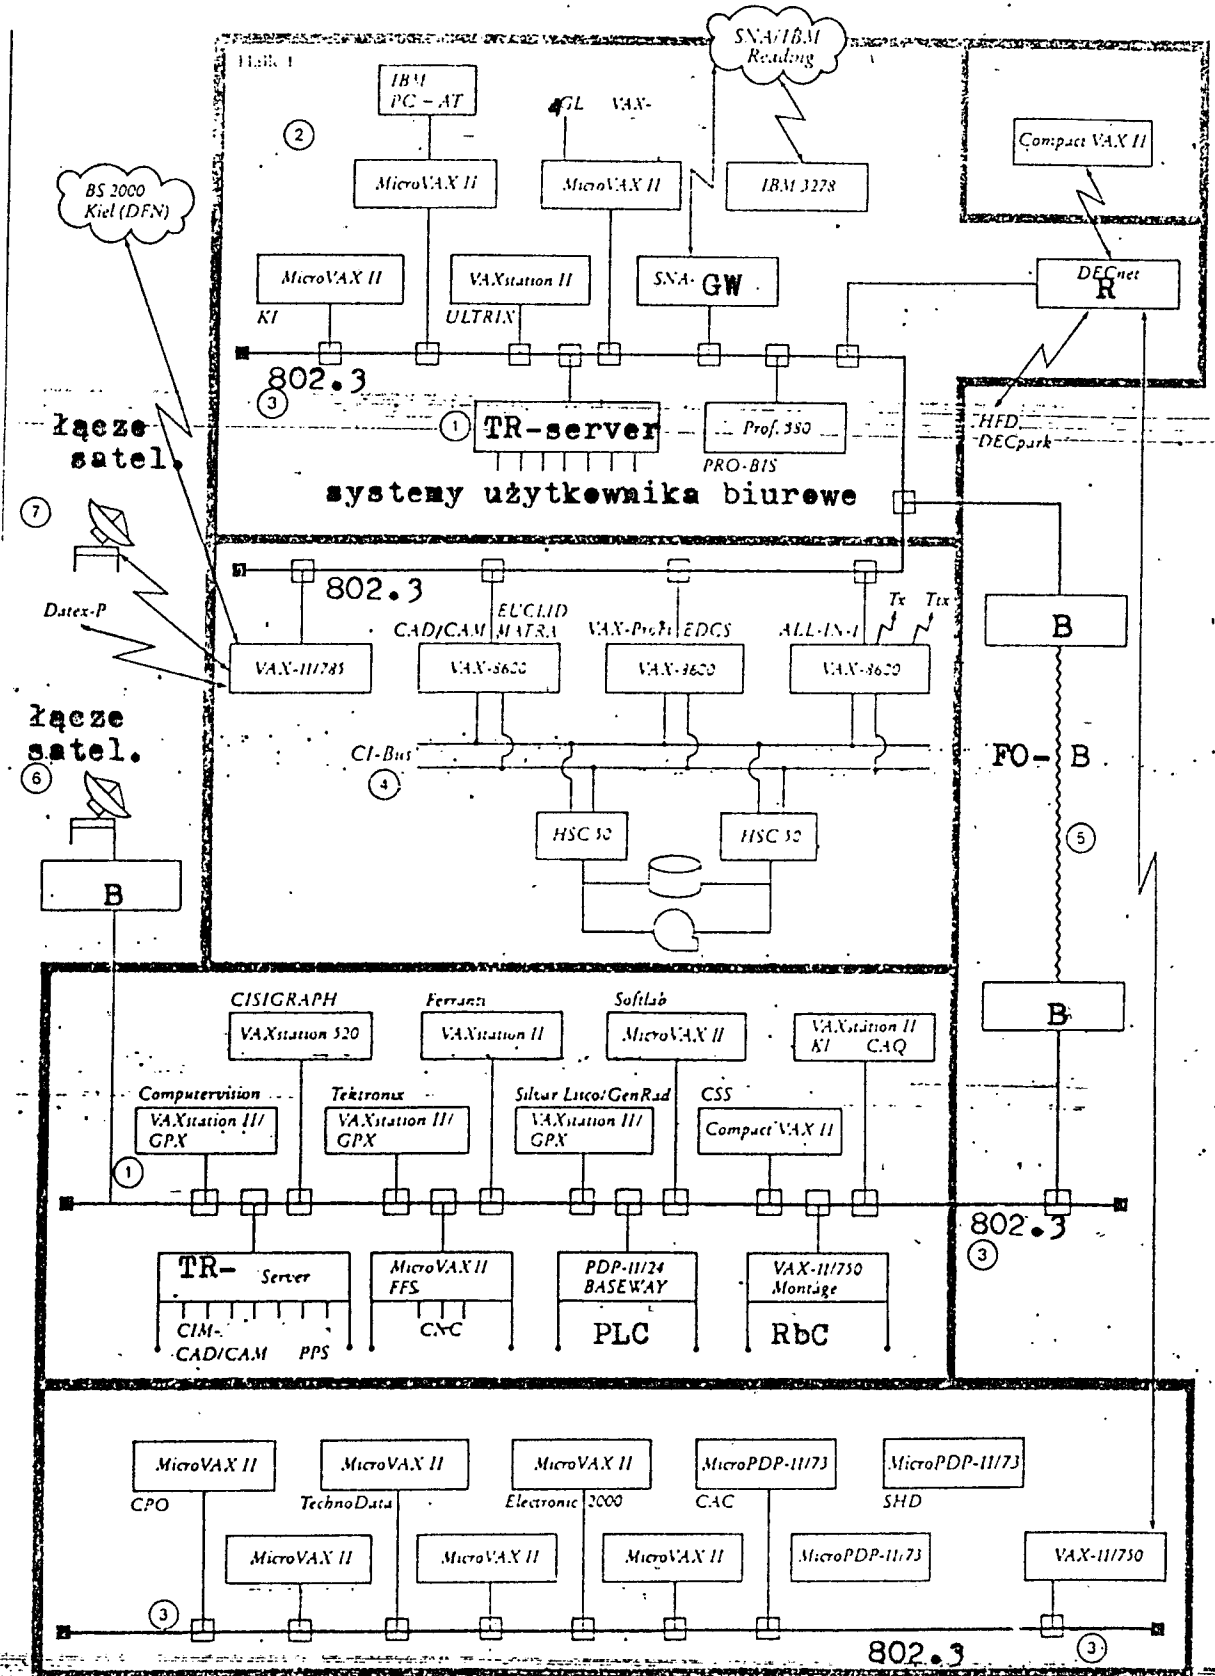 SNA/IBM
Reading
Halle 1
IBM
PC-AT
4GL VAX-
2
Compact VAX II
MicroVAX II
MicroVAX II
IBM 3278
BS 2000
Kiel (DFN)
MicroVAX II
VAXstation II
SNA- GW
DECnet
R
KI
ULTRIX
802.3
3
łącze
satel.
1
TR-server
Prof. 380
HFD
DECpark
PRO-BIS
systemy użytkownika biurowe
7
802.3
Datex-P
EUCLID
CAD/CAM MATRA
VAX-Profi EDCS
ALL-IN-1
Tx
Ttx
B
VAX-11/785
VAX-8600
VAX-8600
VAX-8600
łącze
satel.
6
CI-Bus
4
FO- B
5
HSC 50
HSC 50
B
B
CISIGRAPH
Ferranti
Softlab
VAXstation 520
VAXstation II
MicroVAX II
VAXstation II
KI CAQ
Computervision
Tektronix
Silvar Lisco/GenRad
CSS
VAXstation II/
GPX
VAXstation II/
GPX
VAXstation II/
GPX
Compact VAX II
1
802.3
3
TR- Server
MicroVAX II
FFS
PDP-11/24
BASEWAY
VAX-11/750
Montage
CIM-
CAD/CAM PPS
CNC
PLC
RbC
MicroVAX II
MicroVAX II
MicroVAX II
MicroPDP-11/73
MicroPDP-11/73
CPO
TechnoData
Electronic 2000
CAC
SHD
MicroVAX II
MicroVAX II
MicroVAX II
MicroPDP-11/73
VAX-11/750
3
802.3
3